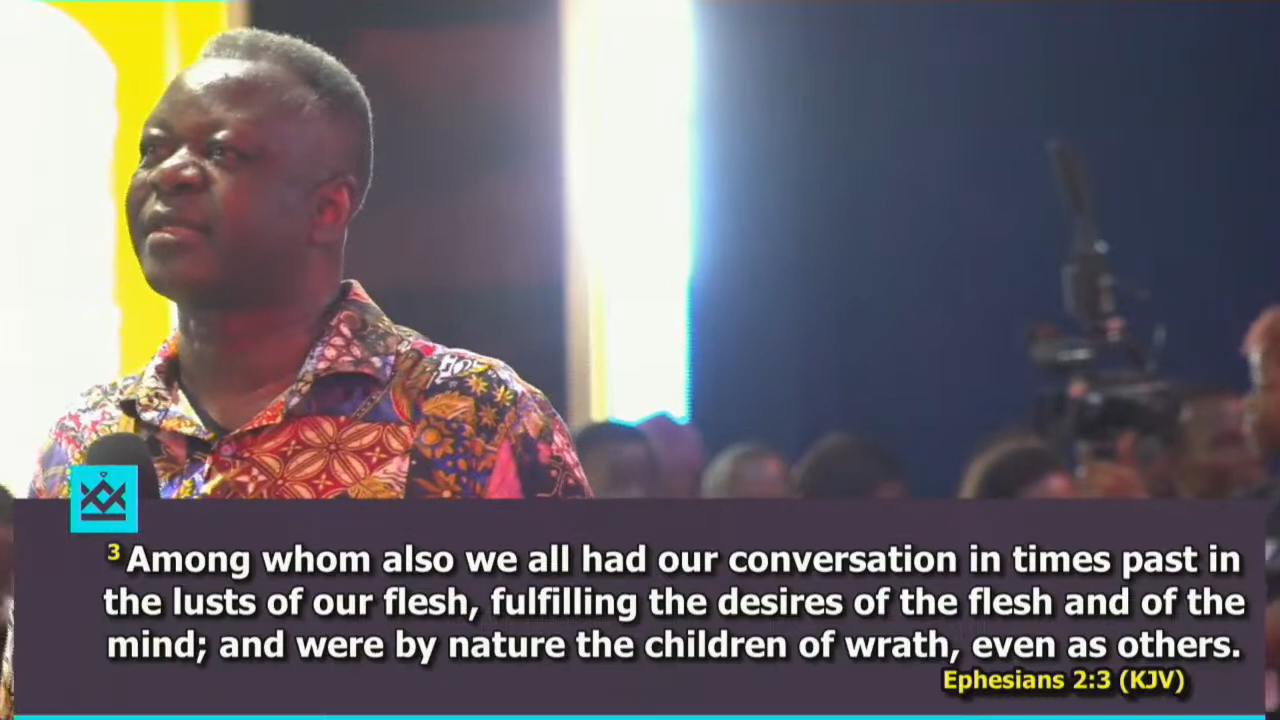 3 Among whom also we all had our conversation in times past in
the lusts of our flesh, fulfilling the desires of the flesh and of the
mind; and were by nature the children of wrath, even as others.
Ephesians 2:3 (KJV)